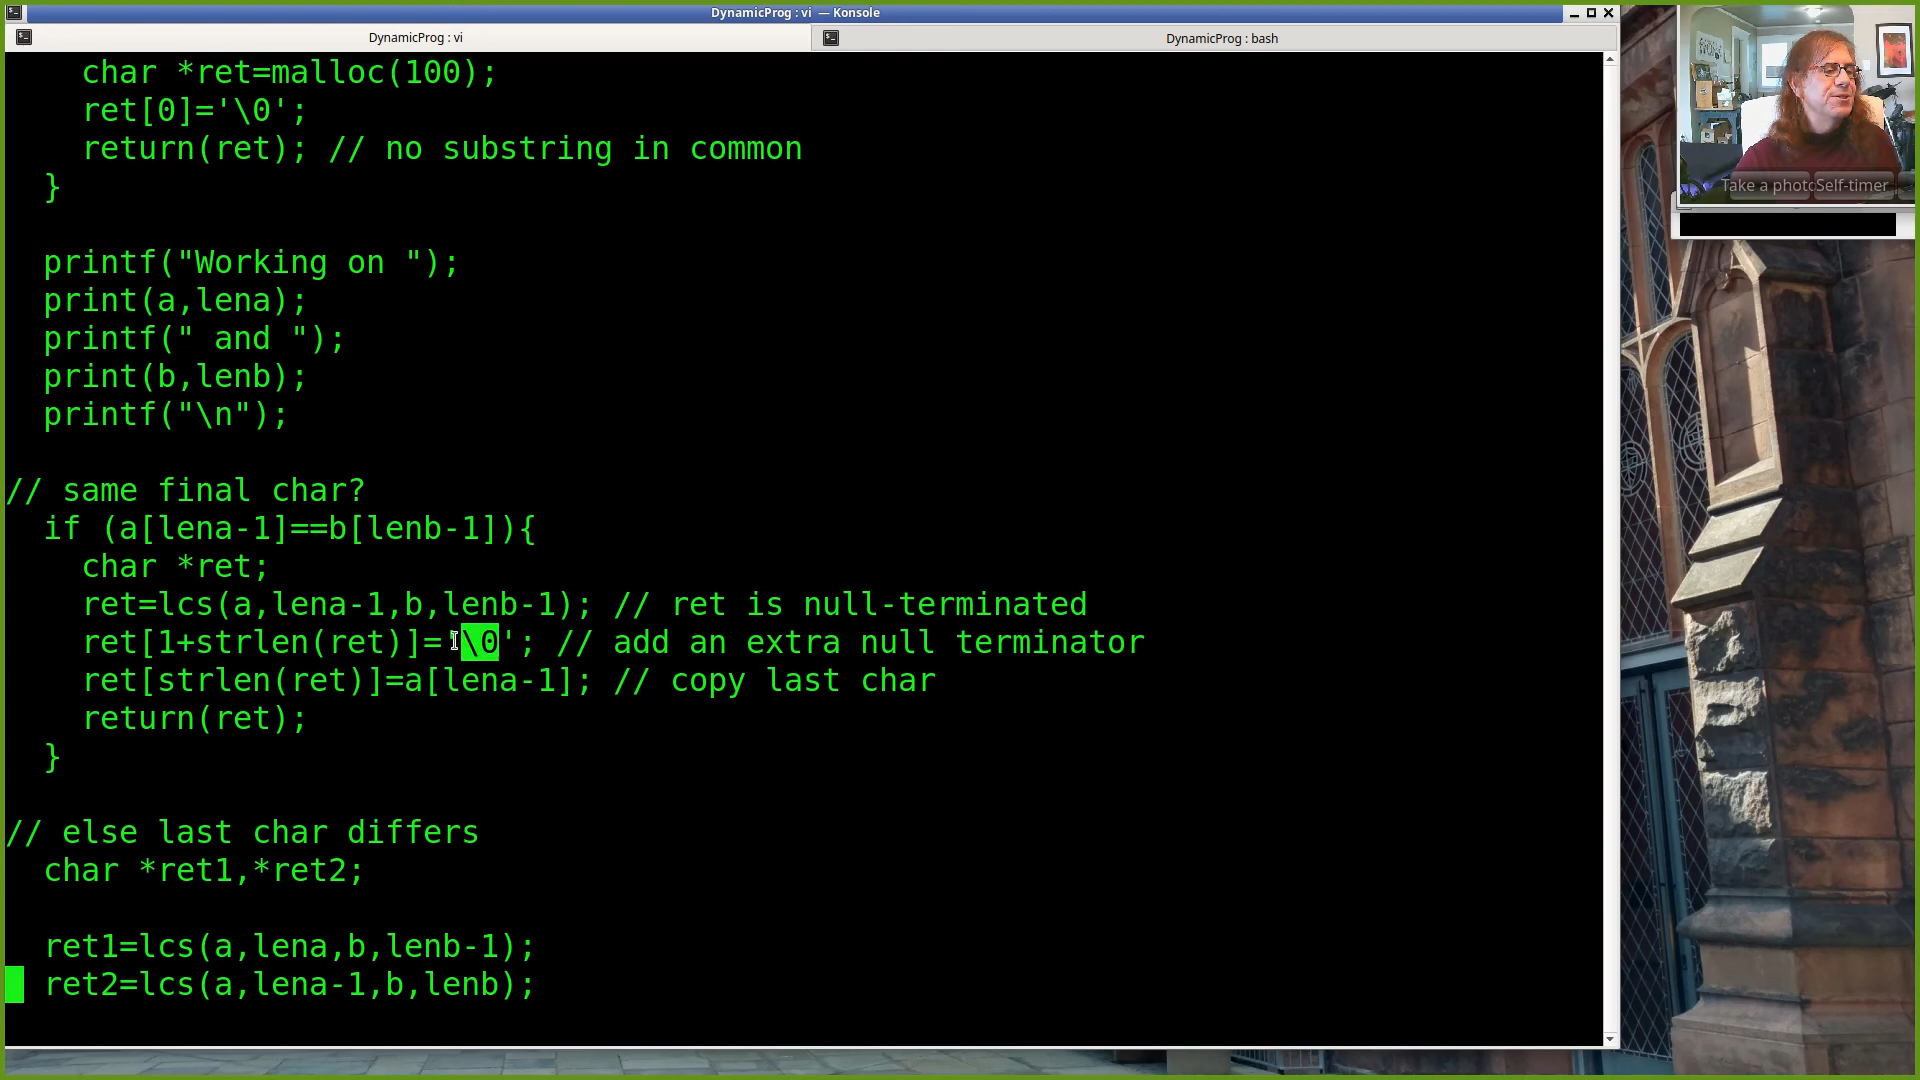 DynamicProg : vi — Konsole
DynamicProg : vi
DynamicProg : bash
char *ret=malloc(100);
ret[0]='\0';
return(ret); // no substring in common
}
printf("Working on ");
print(a,lena);
printf(" and ");
print(b,lenb);
printf("\n");
// same final char?
if (a[lena-1]==b[lenb-1]){
char *ret;
ret=lcs(a,lena-1,b,lenb-1); // ret is null-terminated
ret[1+strlen(ret)]='\0'; // add an extra null terminator
ret[strlen(ret)]=a[lena-1]; // copy last char
return(ret);
}
// else last char differs
char *ret1,*ret2;
ret1=lcs(a,lena,b,lenb-1);
ret2=lcs(a,lena-1,b,lenb);
Take a photo Self-timer